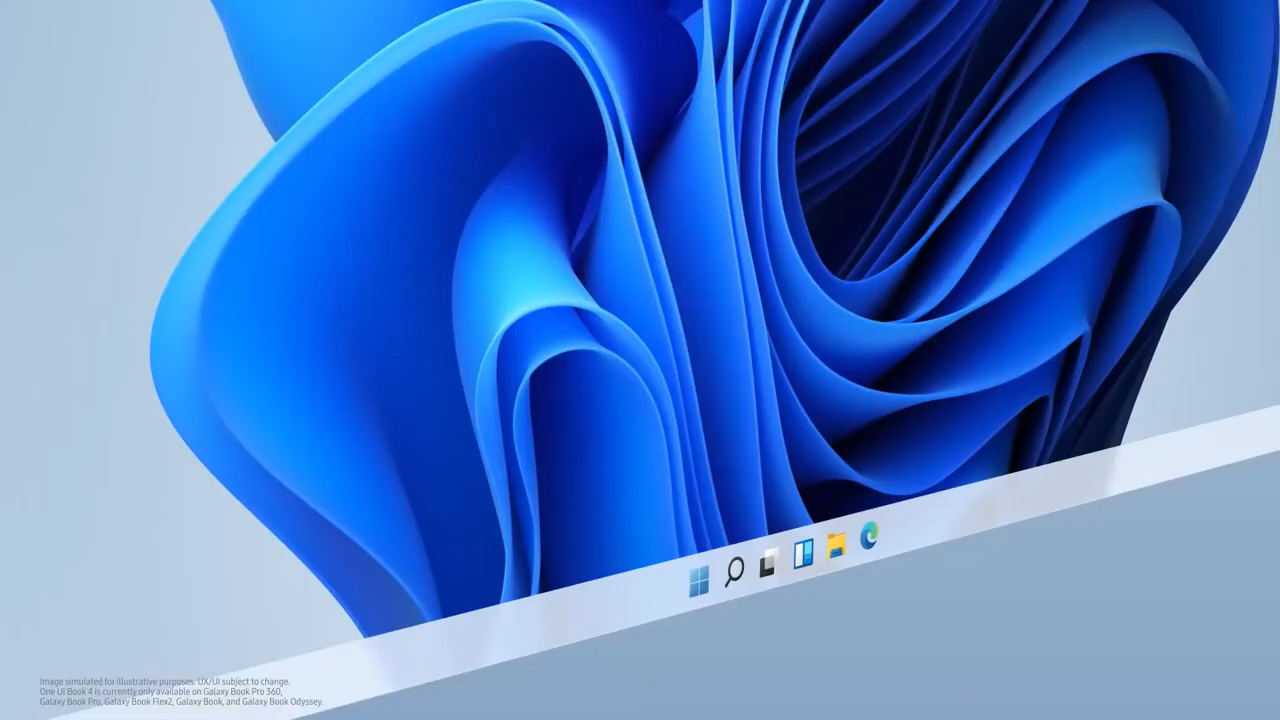 Image simulated for illustrative purposes. UX/UI subject to change.
One UI Book 4 is currently only available on Galaxy Book Pro 360,
Galaxy Book Pro, Galaxy Book Flex2, Galaxy Book, and Galaxy Book Odyssey.